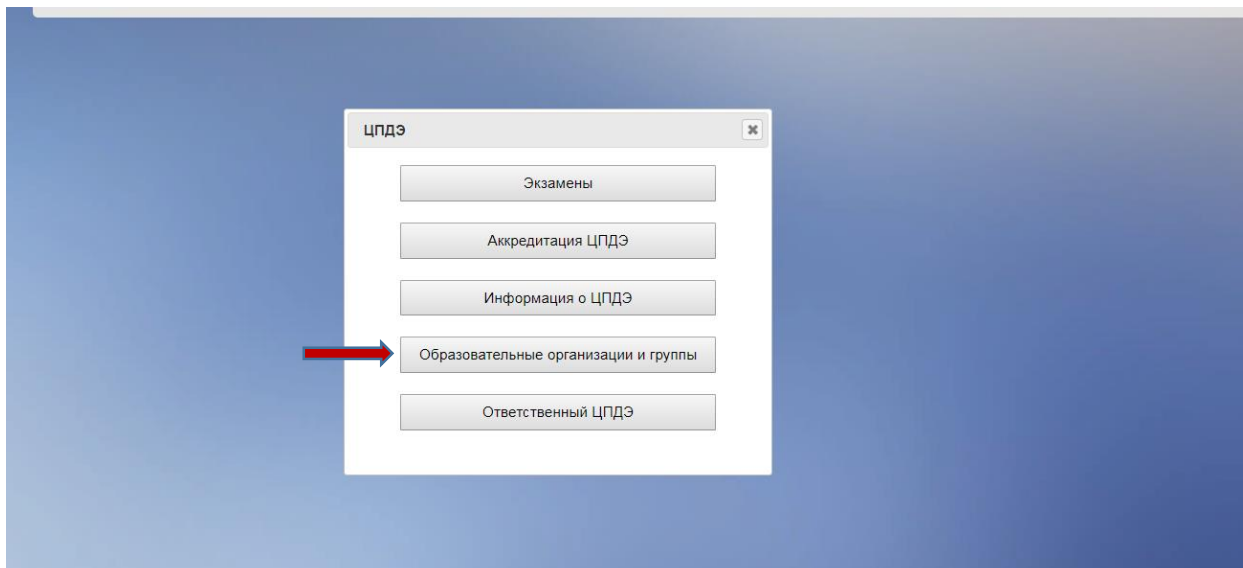 ЦПДЭ
Экзамены
Аккредитация ЦПДЭ
Информация о ЦПДЭ
Образовательные организации и группы
Ответственный ЦПДЭ